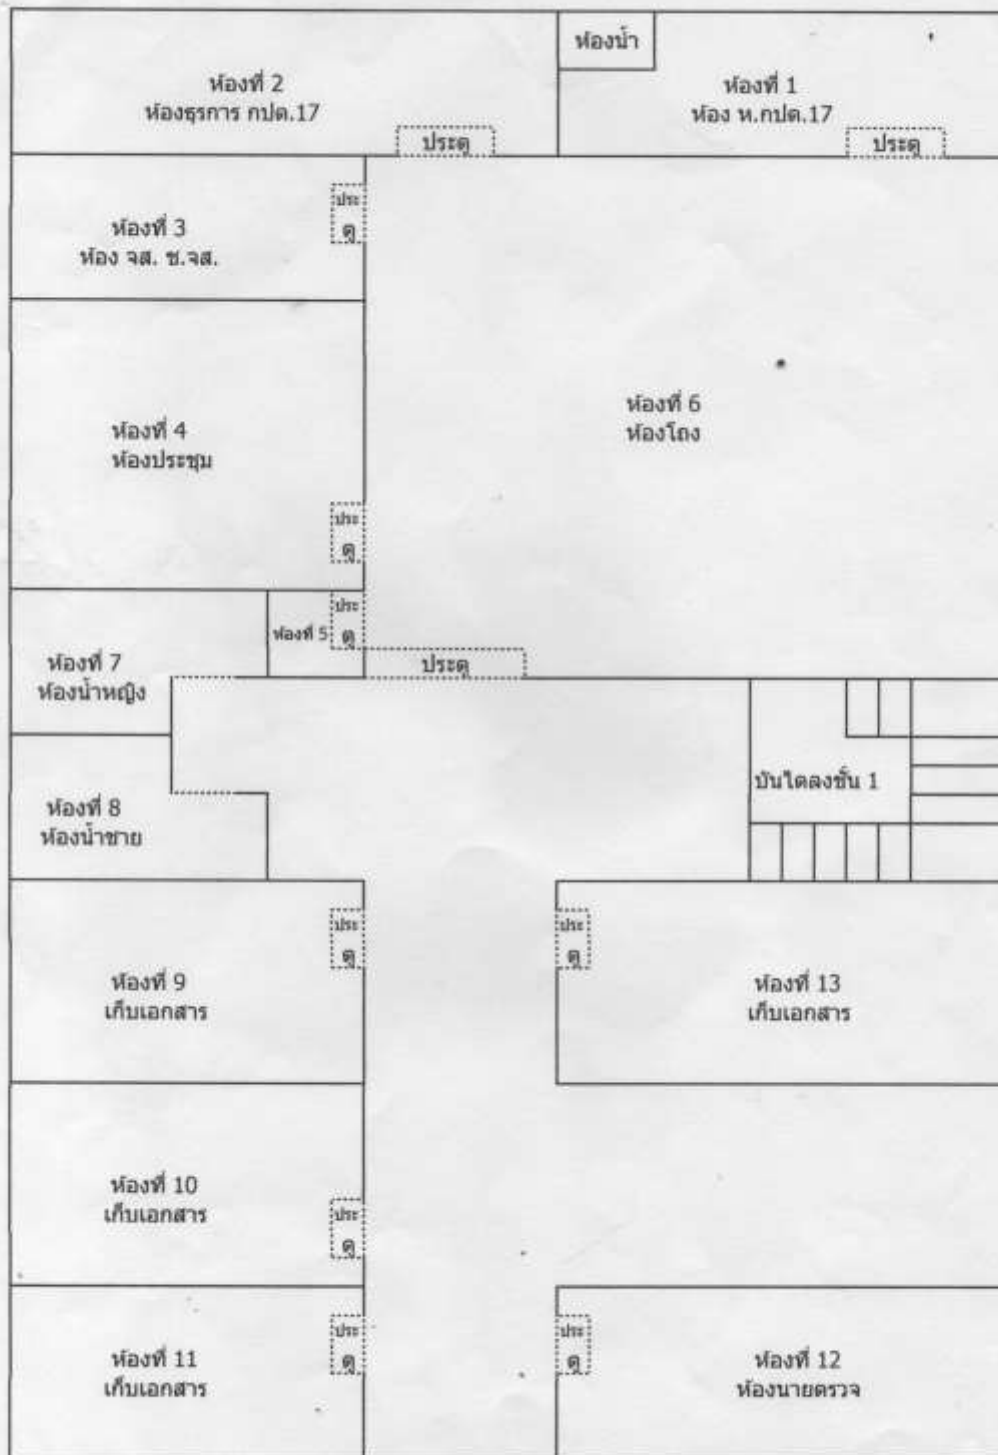 ห้องน้ำ
ห้องที่ 2
ห้องธุรการ กปด.17
ห้องที่ 1
ห้อง ห.กปด.17
ประตู
ประตู
ห้องที่ 3
ห้อง จส. ช.จส.
ประ
ตู
ห้องที่ 4
ห้องประชุม
ประ
ตู
ห้องที่ 6
ห้องโถง
ห้องที่ 5
ประ
ตู
ประตู
ห้องที่ 7
ห้องน้ำหญิง
ห้องที่ 8
ห้องน้ำชาย
บันไดลงชั้น 1
ห้องที่ 9
เก็บเอกสาร
ประ
ตู
ประ
ตู
ห้องที่ 13
เก็บเอกสาร
ห้องที่ 10
เก็บเอกสาร
ประ
ตู
ห้องที่ 11
เก็บเอกสาร
ประ
ตู
ประ
ตู
ห้องที่ 12
ห้องนายตรวจ